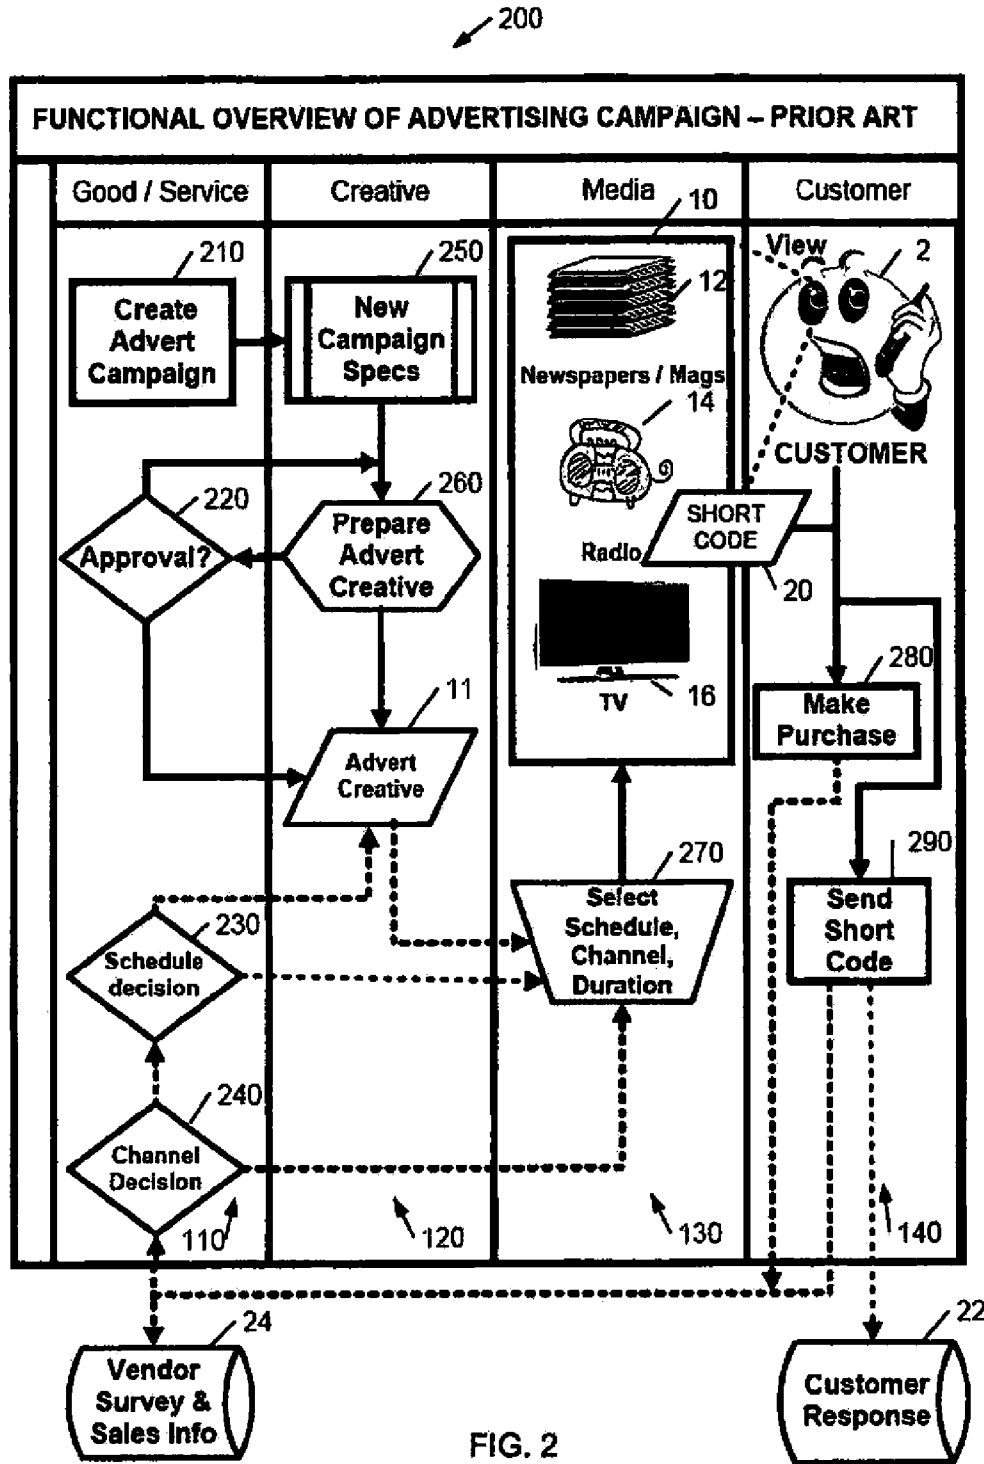 200
FUNCTIONAL OVERVIEW OF ADVERTISING CAMPAIGN – PRIOR ART
Good / Service
Creative
Media
Customer
210
Create
Advert
Campaign
250
New
Campaign
Specs
10
12
Newspapers / Mags
14
Radio
TV
16
View
2
CUSTOMER
SHORT
CODE
20
220
Approval?
260
Prepare
Advert
Creative
11
Advert
Creative
280
Make
Purchase
290
Send
Short
Code
270
Select
Schedule,
Channel,
Duration
230
Schedule
decision
240
Channel
Decision
110
120
130
140
24
Vendor
Survey &
Sales Info
22
Customer
Response
FIG. 2